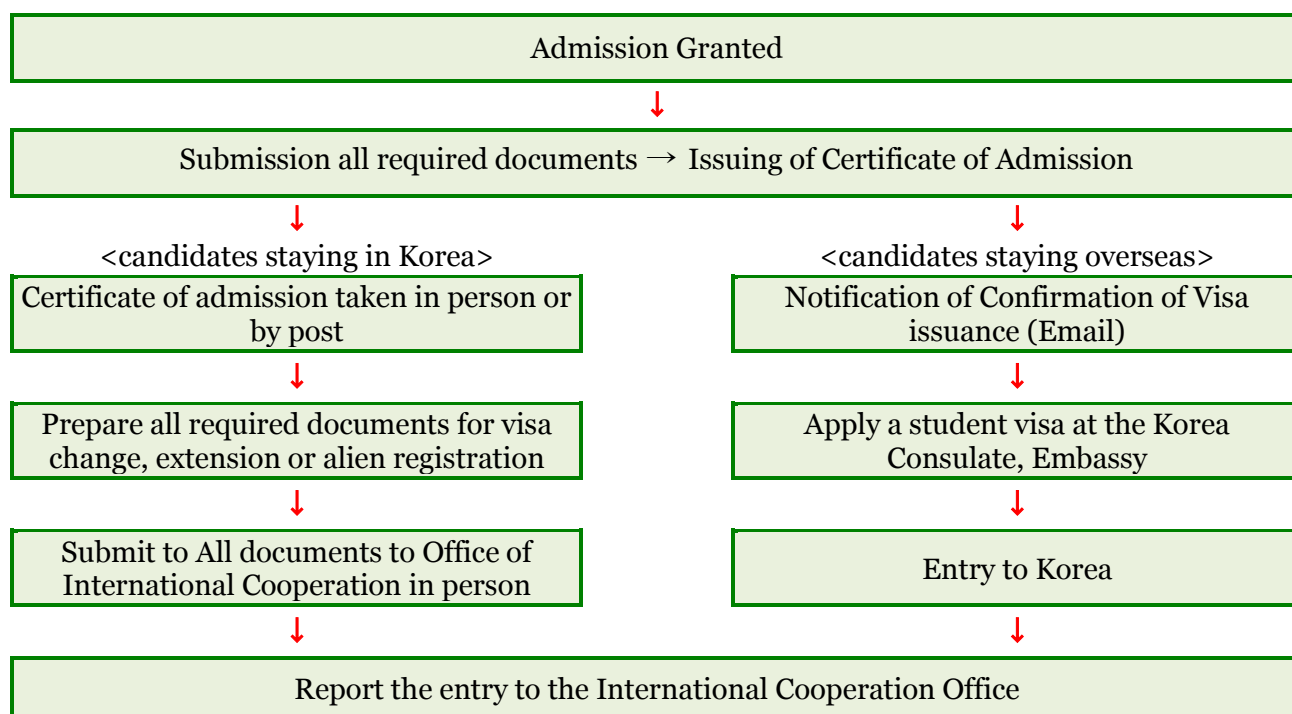 Admission Granted
↓
Submission all required documents → Issuing of Certificate of Admission
↓ ↓
<candidates staying in Korea>
Certificate of admission taken in person or
by post
↓
Prepare all required documents for visa
change, extension or alien registration
↓
Submit to All documents to Office of
International Cooperation in person
↓
<candidates staying overseas>
Notification of Confirmation of Visa
issuance (Email)
↓
Apply a student visa at the Korea
Consulate, Embassy
↓
Entry to Korea
↓
Report the entry to the International Cooperation Office